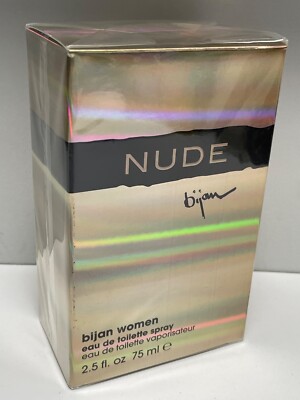 NUDE
bijan
bijan women
eau de toilette spray
eau de toilette vaporisateur
2.5 fl. oz 75 ml ℮